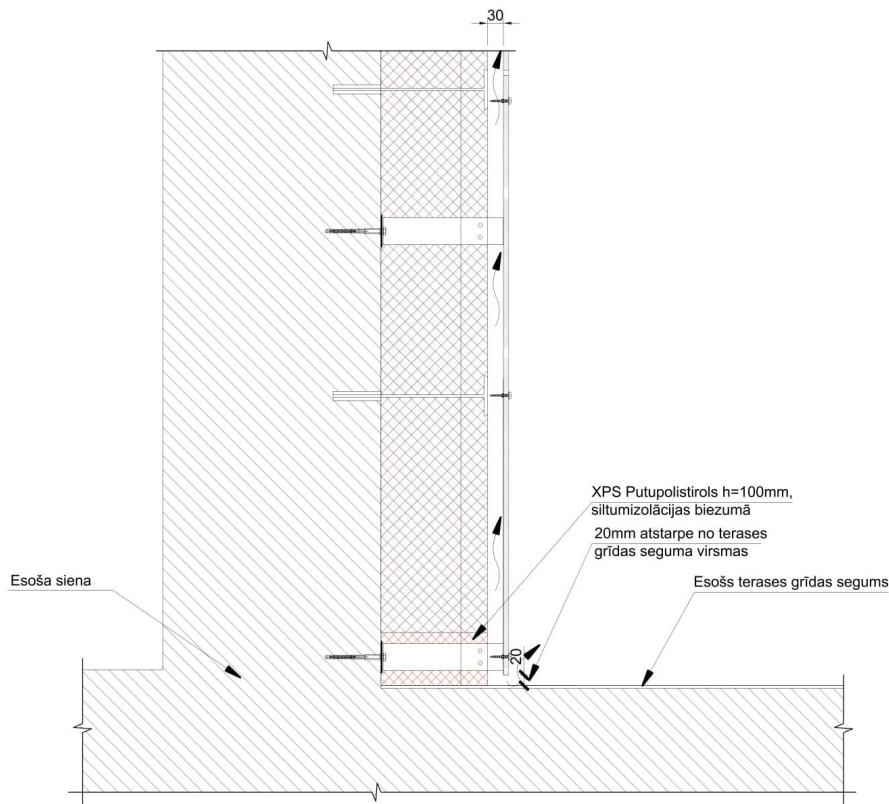 30
XPS Putupolistirols h=100mm,
siltumizolācijas biezumā
20mm atstarpe no terases
grīdas seguma virsmas
Esoša siena
Esošs terases grīdas segums
20